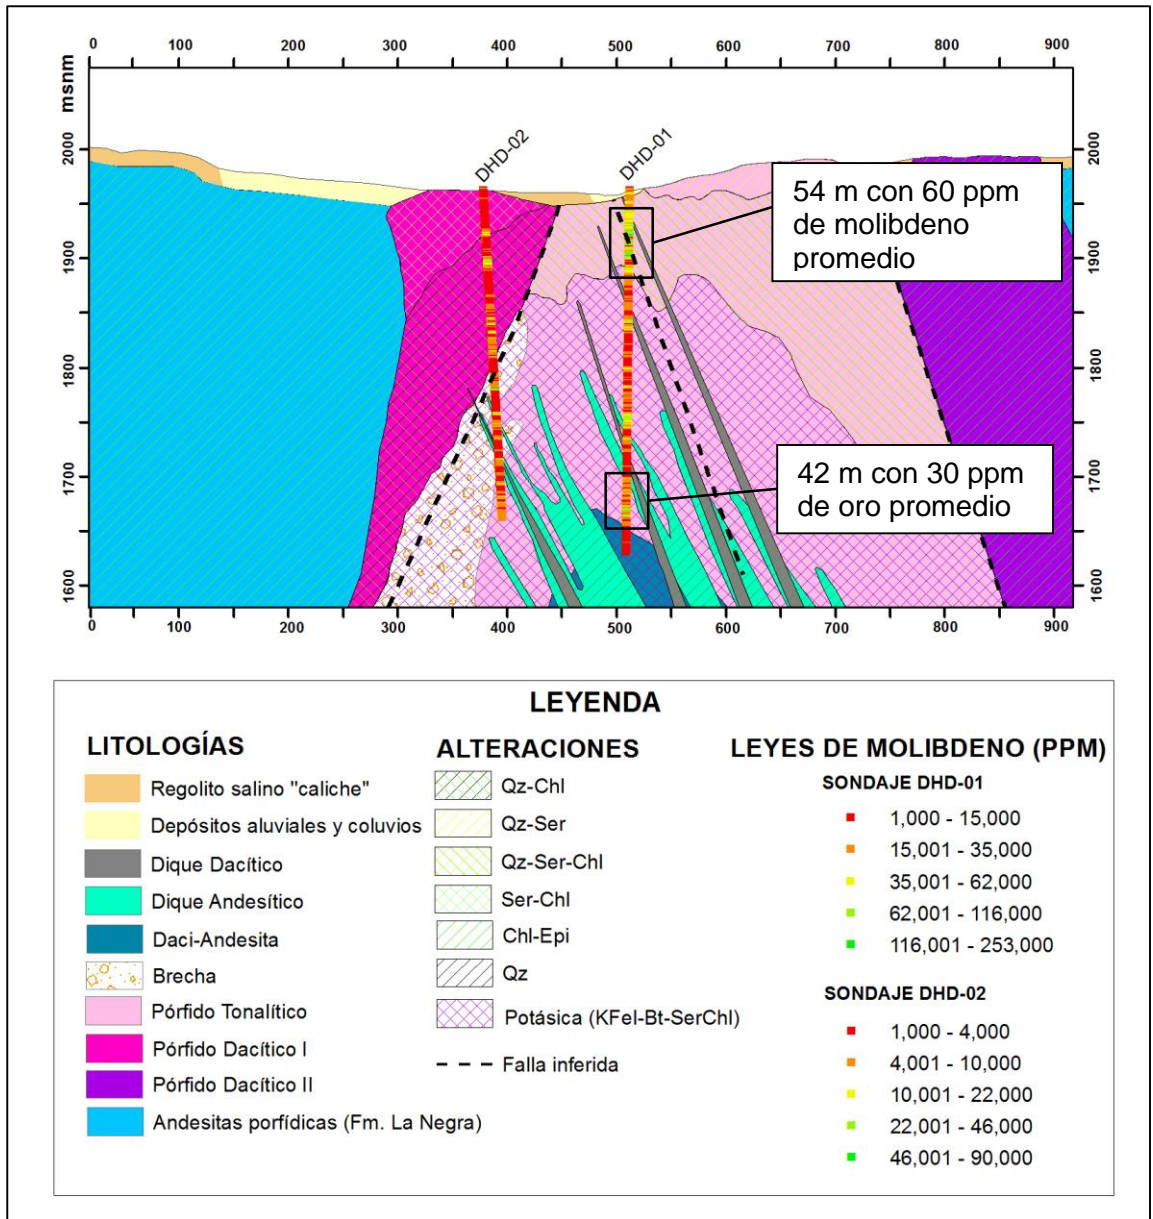 0 100 200 300 400 500 600 700 800 900
msnm
DHD-02
DHD-01
2000
2000
54 m con 60 ppm
de molibdeno
promedio
1900
1900
1800
1800
1700
1700
42 m con 30 ppm
de oro promedio
1600
1600
0 100 200 300 400 500 600 700 800 900
LEYENDA
LITOLOGÍAS
Regolito salino "caliche"
Depósitos aluviales y coluvios
Dique Dacítico
Dique Andesítico
Daci-Andesita
Brecha
Pórfido Tonalítico
Pórfido Dacítico I
Pórfido Dacítico II
Andesitas porfídicas (Fm. La Negra)
ALTERACIONES
Qz-Chl
Qz-Ser
Qz-Ser-Chl
Ser-Chl
Chl-Epi
Qz
Potásica (KFel-Bt-SerChl)
Falla inferida
LEYES DE MOLIBDENO (PPM)
SONDAJE DHD-01
1,000 - 15,000
15,001 - 35,000
35,001 - 62,000
62,001 - 116,000
116,001 - 253,000
SONDAJE DHD-02
1,000 - 4,000
4,001 - 10,000
10,001 - 22,000
22,001 - 46,000
46,001 - 90,000